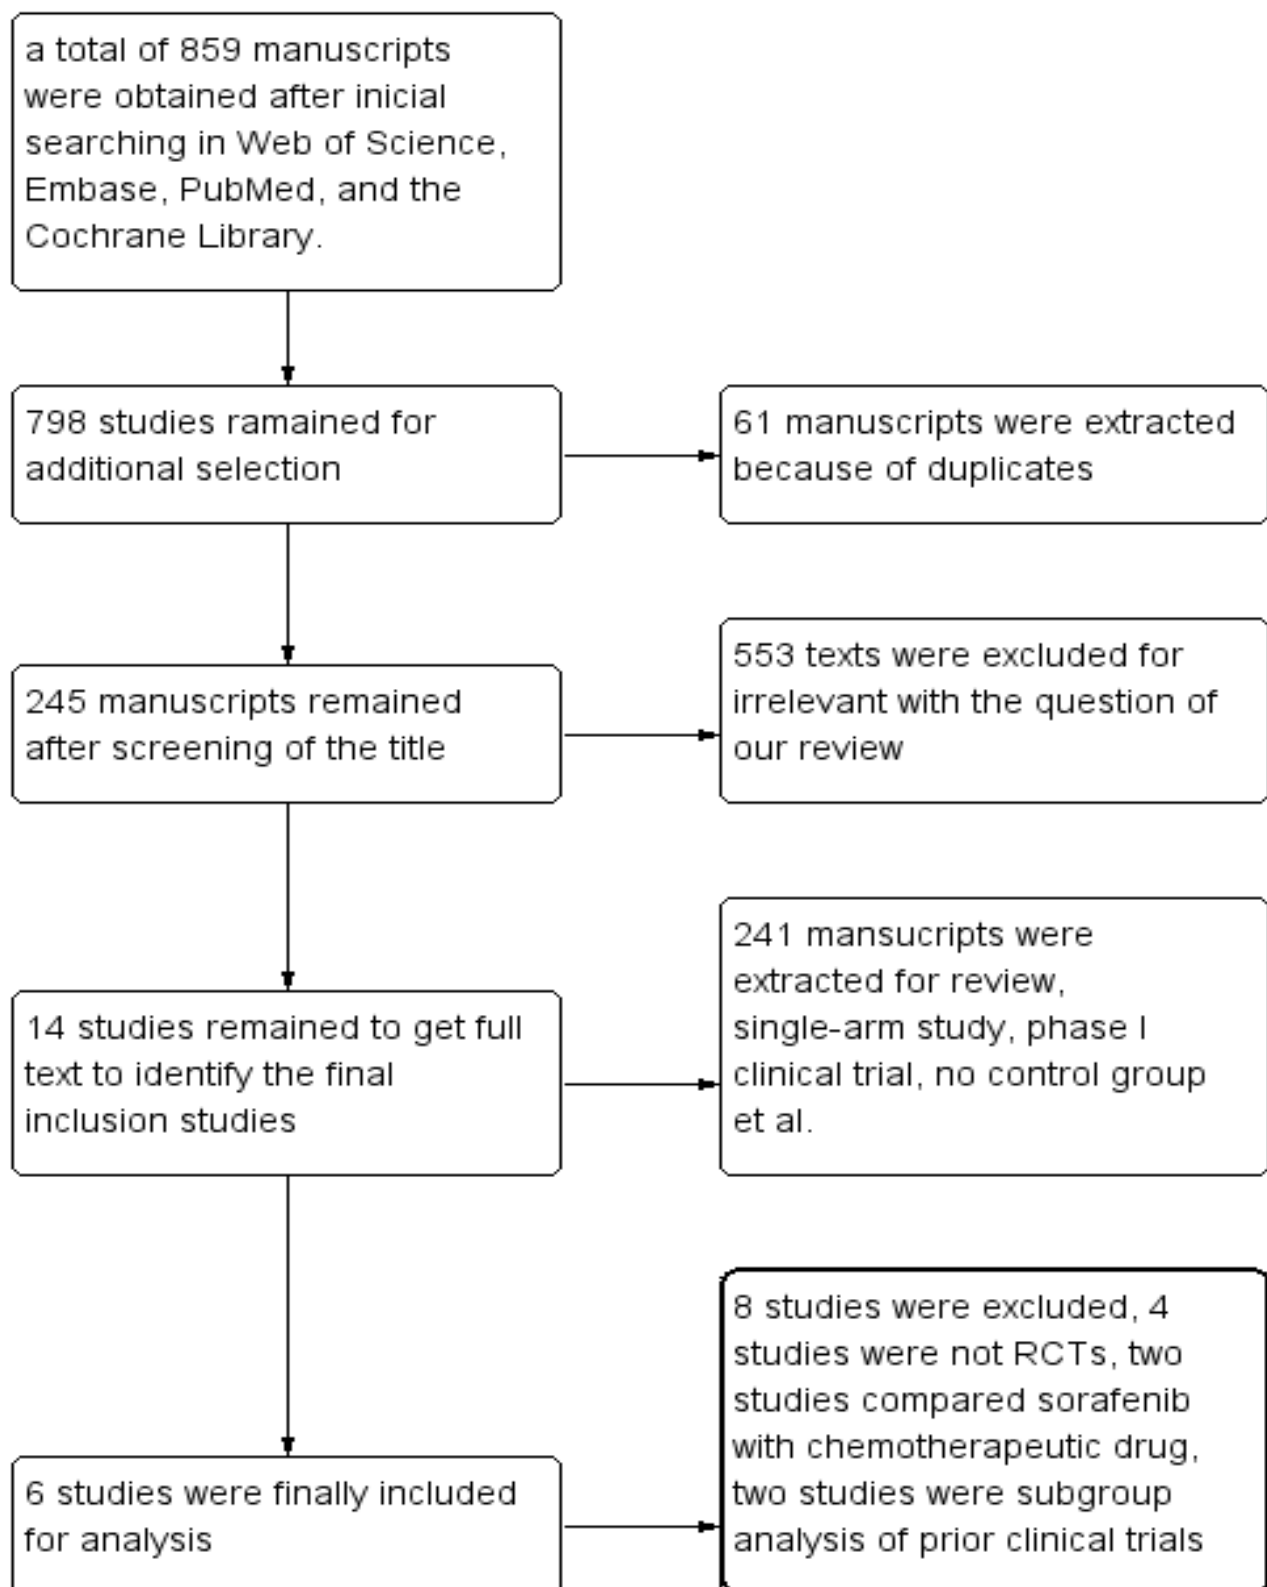 a total of 859 manuscripts
were obtained after inicial
searching in Web of Science,
Embase, PubMed, and the
Cochrane Library.
798 studies ramained for
additional selection
61 manuscripts were extracted
because of duplicates
553 texts were excluded for
irrelevant with the question of
our review
245 manuscripts remained
after screening of the title
241 mansucripts were
extracted for review,
single-arm study, phase I
clinical trial, no control group
et al.
14 studies remained to get full
text to identify the final
inclusion studies
8 studies were excluded, 4
studies were not RCTs, two
studies compared sorafenib
with chemotherapeutic drug,
two studies were subgroup
analysis of prior clinical trials
6 studies were finally included
for analysis